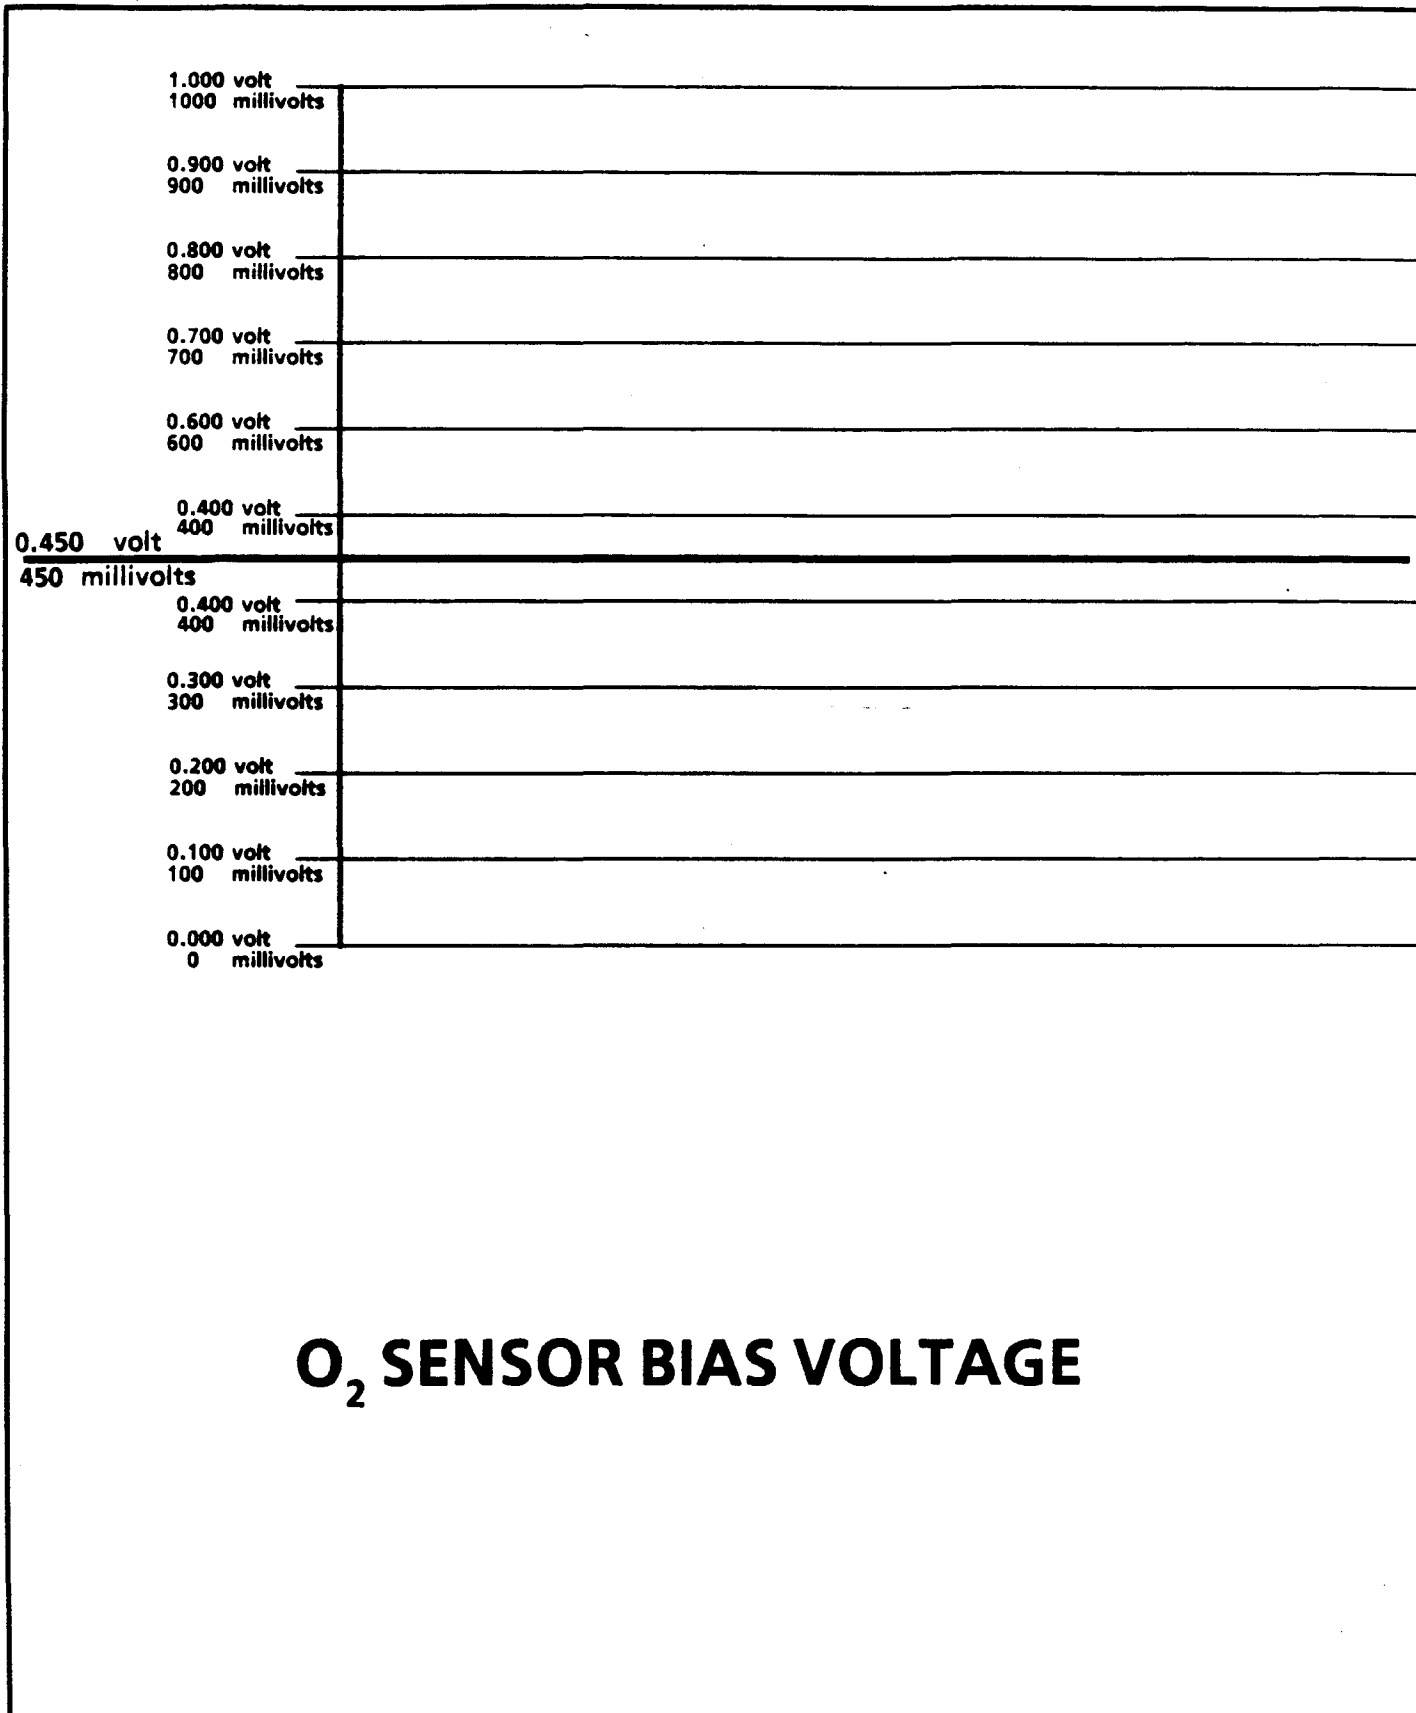 1.000 volt
1000 millivolts
0.900 volt
900 millivolts
0.800 volt
800 millivolts
0.700 volt
700 millivolts
0.600 volt
600 millivolts
0.400 volt
400 millivolts
0.450 volt
450 millivolts
0.400 volt
400 millivolts
0.300 volt
300 millivolts
0.200 volt
200 millivolts
0.100 volt
100 millivolts
0.000 volt
0 millivolts
O₂ SENSOR BIAS VOLTAGE